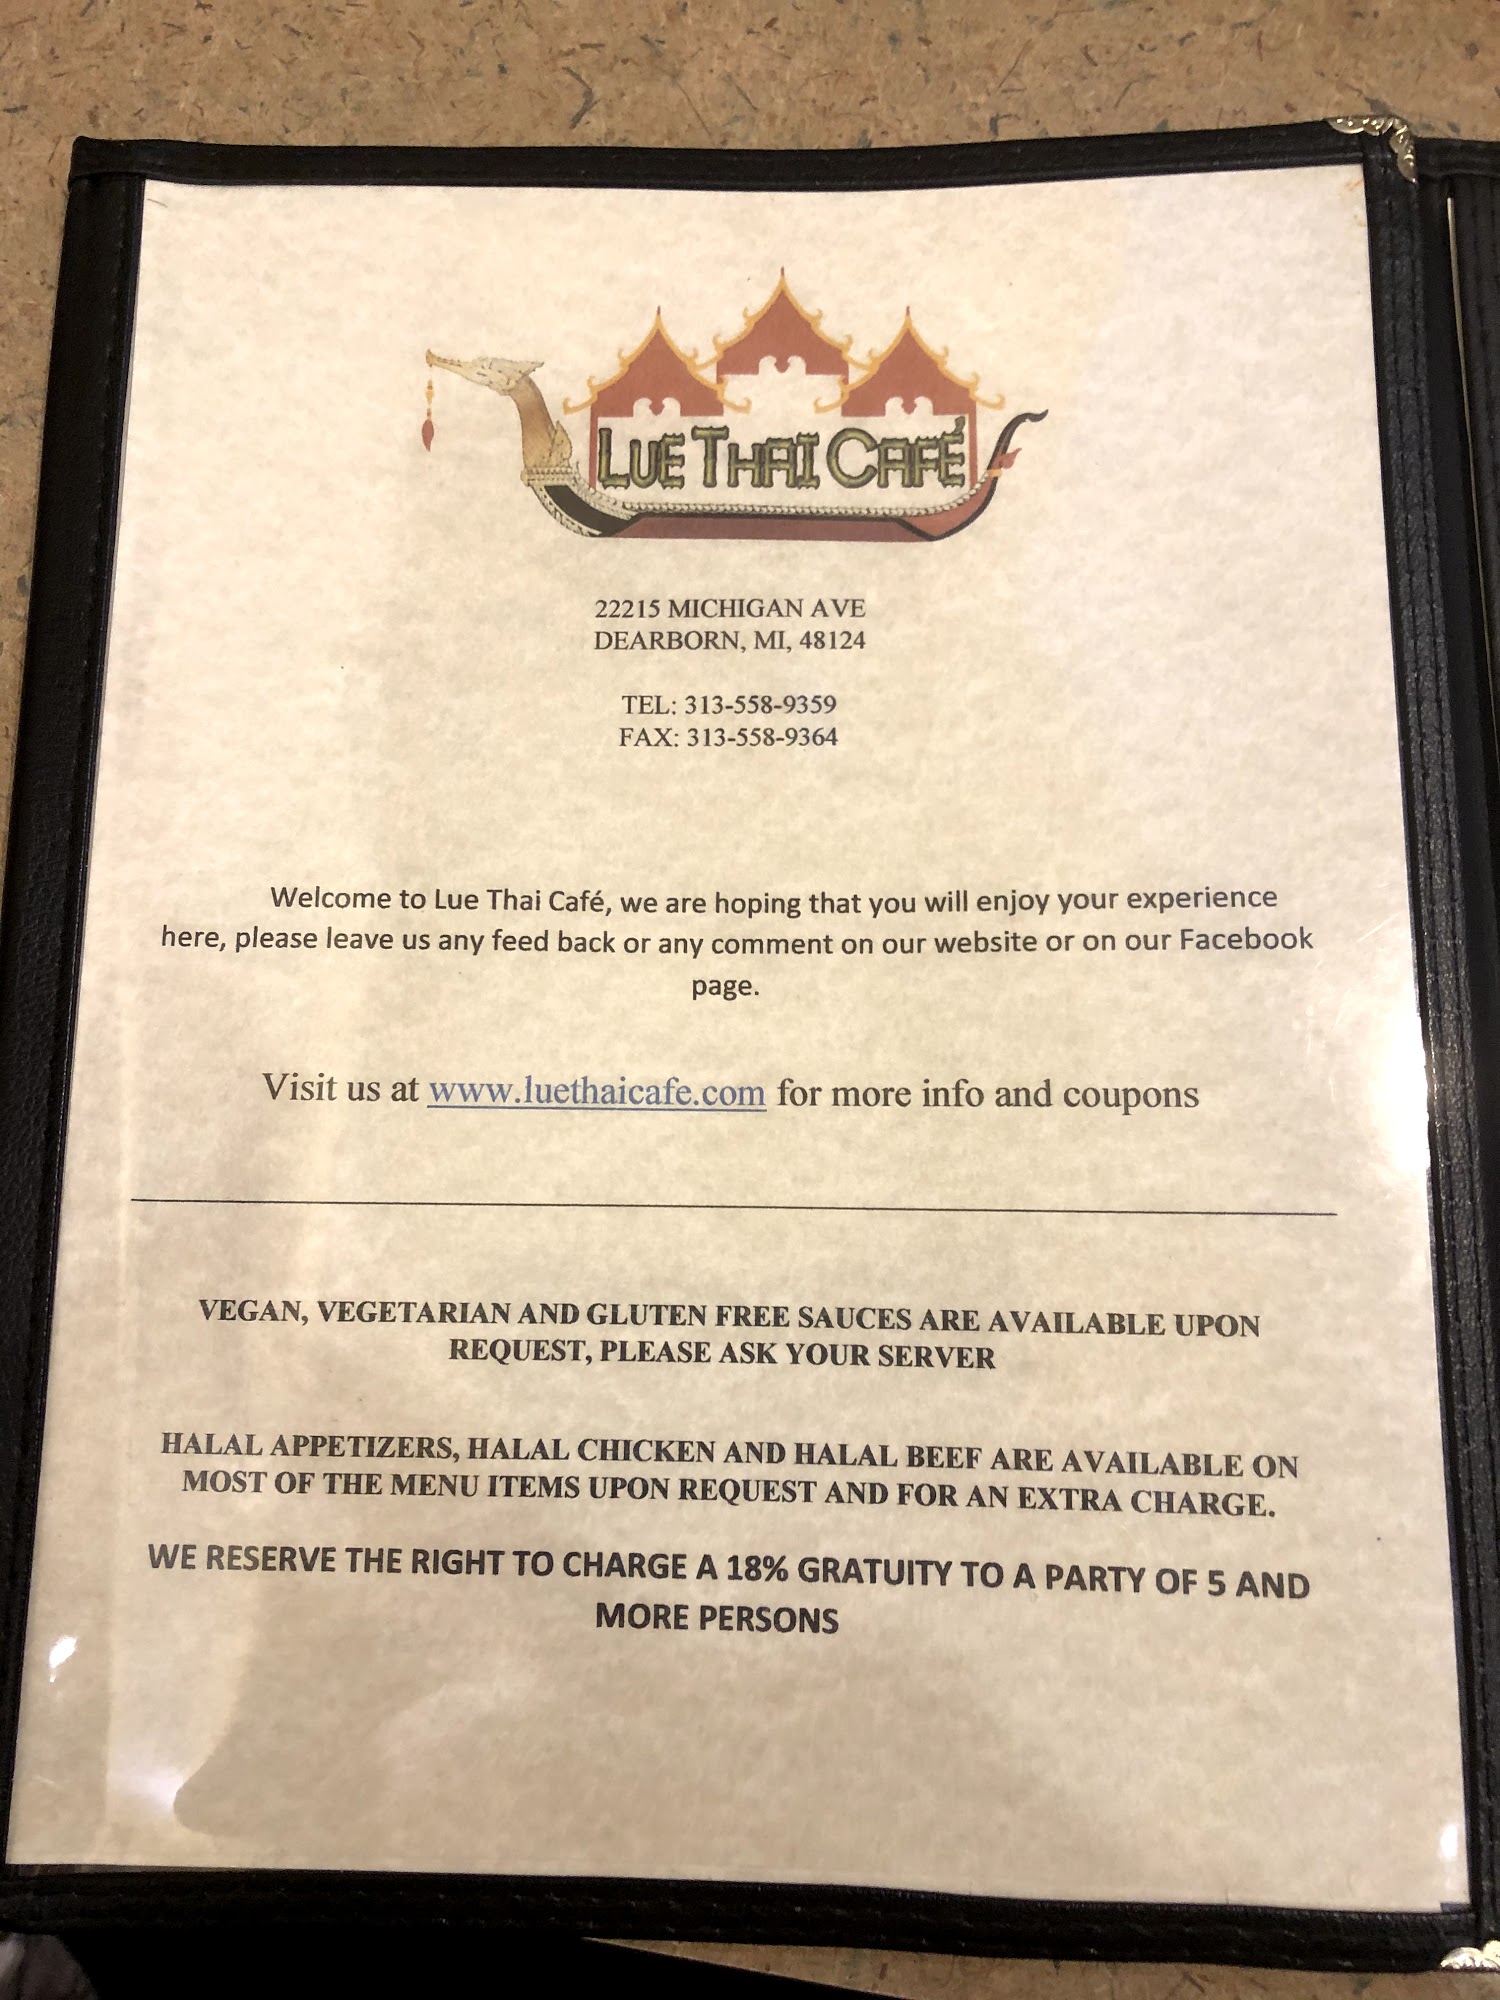 LUE THAI CAFÉ
22215 MICHIGAN AVE
DEARBORN, MI, 48124
TEL: 313-558-9359
FAX: 313-558-9364
Welcome to Lue Thai Café, we are hoping that you will enjoy your experience
here, please leave us any feed back or any comment on our website or on our Facebook
page.
Visit us at www.luethaicafe.com for more info and coupons
VEGAN, VEGETARIAN AND GLUTEN FREE SAUCES ARE AVAILABLE UPON
REQUEST, PLEASE ASK YOUR SERVER
HALAL APPETIZERS, HALAL CHICKEN AND HALAL BEEF ARE AVAILABLE ON
MOST OF THE MENU ITEMS UPON REQUEST AND FOR AN EXTRA CHARGE.
WE RESERVE THE RIGHT TO CHARGE A 18% GRATUITY TO A PARTY OF 5 AND
MORE PERSONS